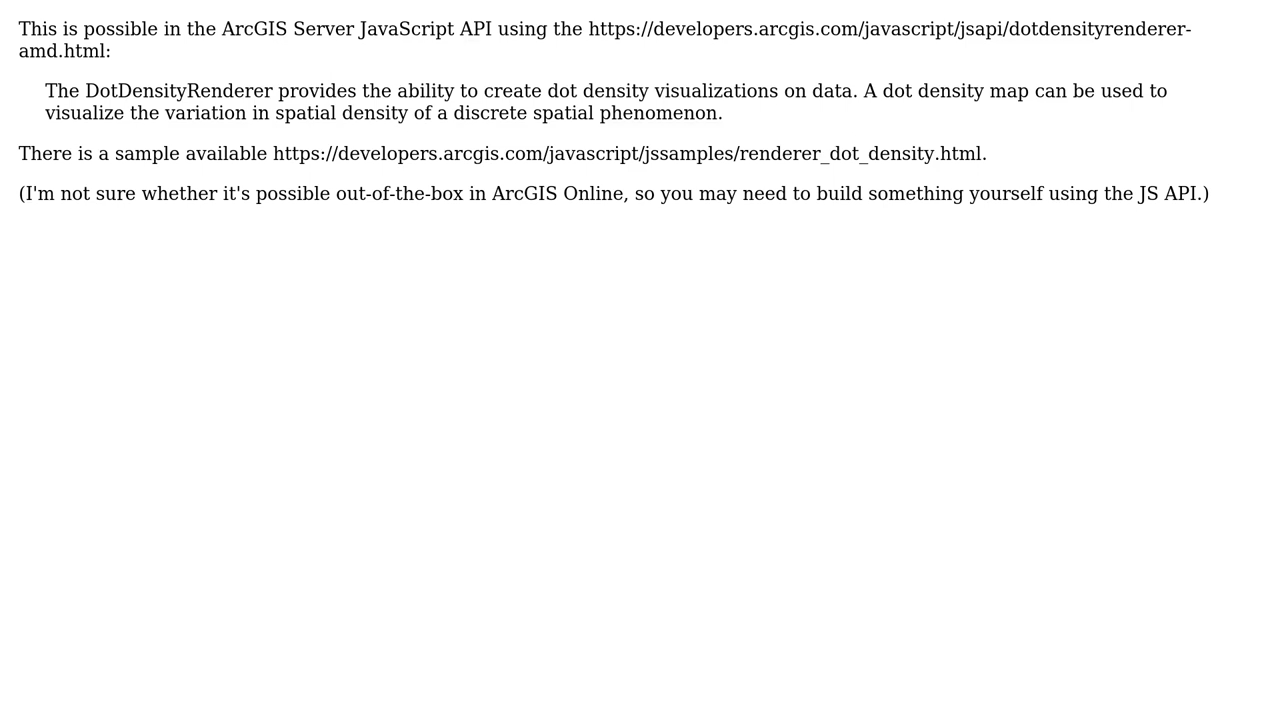 This is possible in the ArcGIS Server JavaScript API using the https://developers.arcgis.com/javascript/jsapi/dotdensityrenderer-
amd.html:
The DotDensityRenderer provides the ability to create dot density visualizations on data. A dot density map can be used to
visualize the variation in spatial density of a discrete spatial phenomenon.
There is a sample available https://developers.arcgis.com/javascript/jssamples/renderer_dot_density.html.
(I'm not sure whether it's possible out-of-the-box in ArcGIS Online, so you may need to build something yourself using the JS API.)